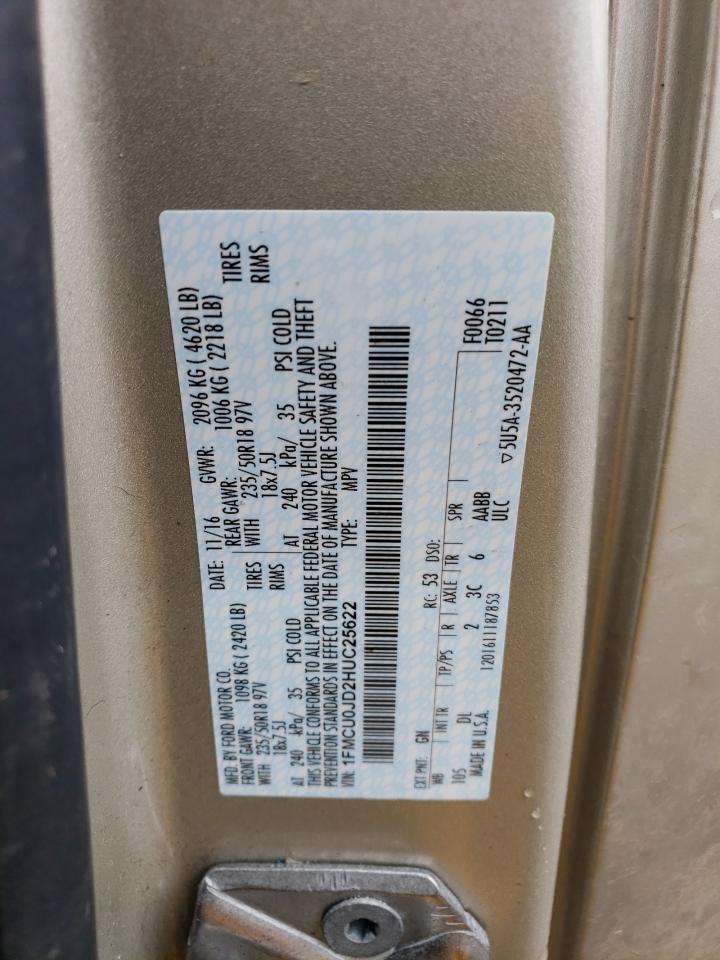 MFD. BY FORD MOTOR CO. DATE: 11/16 GVWR: 2096 KG ( 4620 LB)
FRONT GAWR: 1098 KG ( 2420 LB) REAR GAWR: 1006 KG ( 2218 LB)
WITH 235/50R18 97V TIRES WITH 235/50R18 97V TIRES
18x7.5J RIMS 18x7.5J RIMS
AT 240 kPa/ 35 PSI COLD AT 240 kPa/ 35 PSI COLD
THIS VEHICLE CONFORMS TO ALL APPLICABLE FEDERAL MOTOR VEHICLE SAFETY AND THEFT
PREVENTION STANDARDS IN EFFECT ON THE DATE OF MANUFACTURE SHOWN ABOVE.
VIN: 1FMCU0JD2HUC25622 TYPE: MPV
EXT PNT: GN RC: 53 DSO:
WB INT TR TP/PS R AXLE TR SPR F0066
105 DL 2 3C 6 AABB T0211
MADE IN U.S.A. 1201611187853 ULC ▽5U5A-3520472-AA